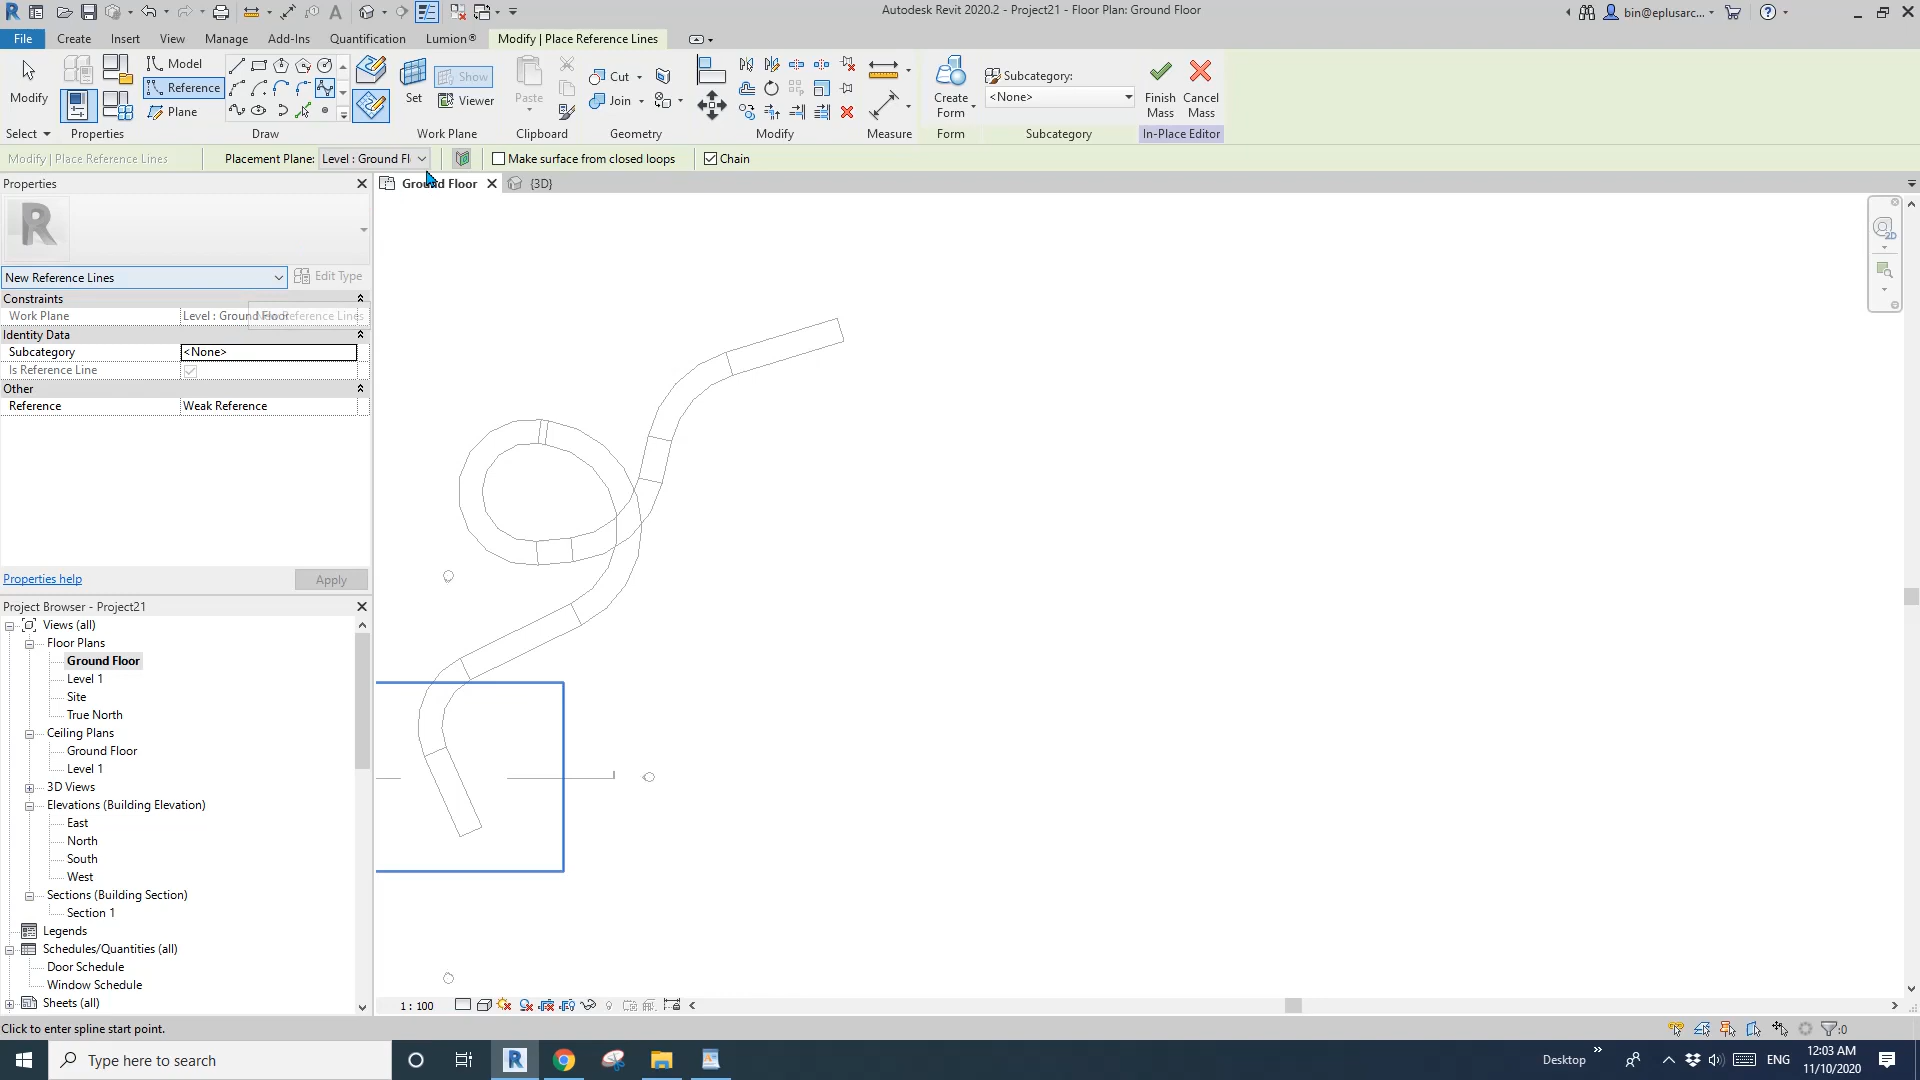 Autodesk Revit 2020.2 - Project21 - Floor Plan: Ground Floor
bin@eplusarc...
File Create Insert View Manage Add-Ins Quantification Lumion® Modify | Place Reference Lines
Model
Reference
Plane
Modify
Set
Show
Viewer
Paste
Cut
Join
Create
Form
Subcategory:
<None>
Finish
Mass
Cancel
Mass
Select Properties Draw Work Plane Clipboard Geometry Modify Measure Form Subcategory In-Place Editor
Modify | Place Reference Lines Placement Plane: Level : Ground Fl Make surface from closed loops Chain
Properties
Ground Floor {3D}
New Reference Lines Edit Type
Constraints
Work Plane Level : Ground Floor
Identity Data
Subcategory <None>
Is Reference Line
Other
Reference Weak Reference
Properties help Apply
Project Browser - Project21
Views (all)
Floor Plans
Ground Floor
Level 1
Site
True North
Ceiling Plans
Ground Floor
Level 1
3D Views
Elevations (Building Elevation)
East
North
South
West
Sections (Building Section)
Section 1
Legends
Schedules/Quantities (all)
Door Schedule
Window Schedule
Sheets (all)
1 : 100
Click to enter spline start point.
:0
Type here to search
Desktop
ENG
12:03 AM
11/10/2020